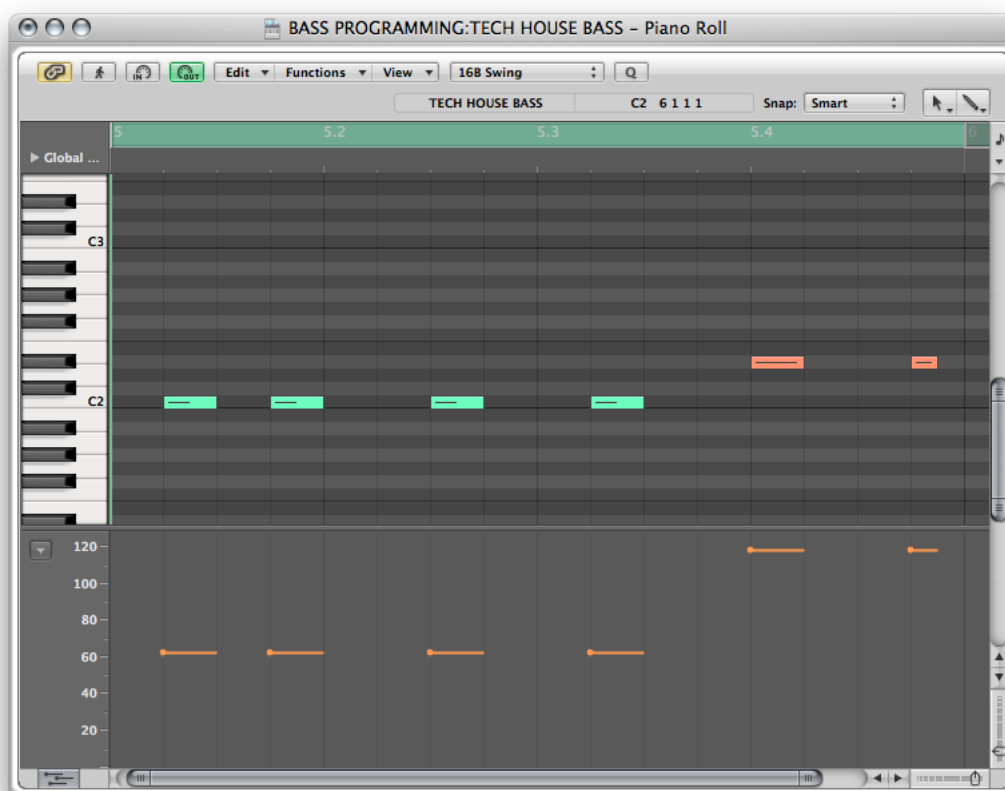 BASS PROGRAMMING:TECH HOUSE BASS – Piano Roll
IN OUT Edit Functions View 16B Swing Q
TECH HOUSE BASS C2 6 1 1 1 Snap: Smart
5 5.2 5.3 5.4 6
Global ...
C3
C2
120
100
80
60
40
20